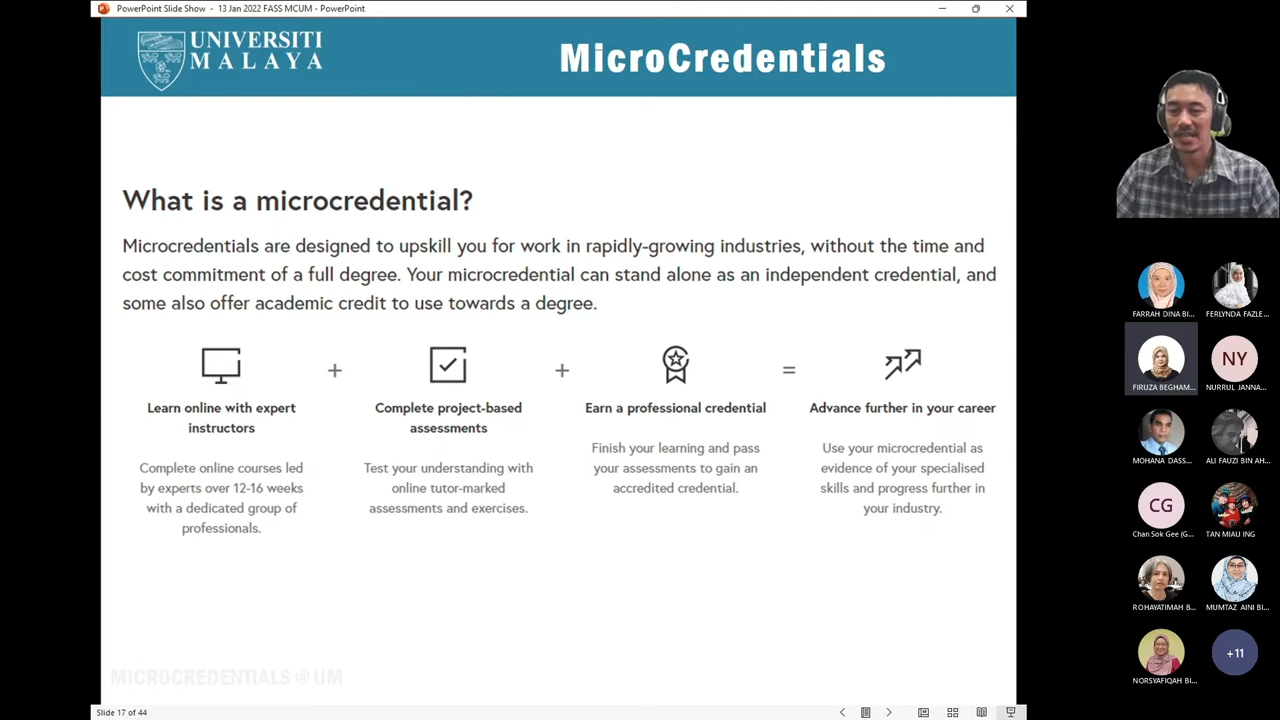 PowerPoint Slide Show - 13 Jan 2022 FASS MCUM - PowerPoint
UNIVERSITI
MALAYA
MicroCredentials
What is a microcredential?
Microcredentials are designed to upskill you for work in rapidly-growing industries, without the time and
cost commitment of a full degree. Your microcredential can stand alone as an independent credential, and
some also offer academic credit to use towards a degree.
+ + =
Learn online with expert
instructors
Complete online courses led
by experts over 12-16 weeks
with a dedicated group of
professionals.
Complete project-based
assessments
Test your understanding with
online tutor-marked
assessments and exercises.
Earn a professional credential
Finish your learning and pass
your assessments to gain an
accredited credential.
Advance further in your career
Use your microcredential as
evidence of your specialised
skills and progress further in
your industry.
MICROCREDENTIALS @ UM
Slide 17 of 44
FARRAH DINA BI...
FERLYNDA FAZLE...
FIRUZA BEGHAM...
NY
NURRUL JANNA...
MOHANA DASS...
ALI FAUZI BIN AH...
CG
Chan Sok Gee (G...
TAN MIAU ING
ROHAYATIMAH B...
MUMTAZ AINI BI...
NORSYAFIQAH BI...
+11